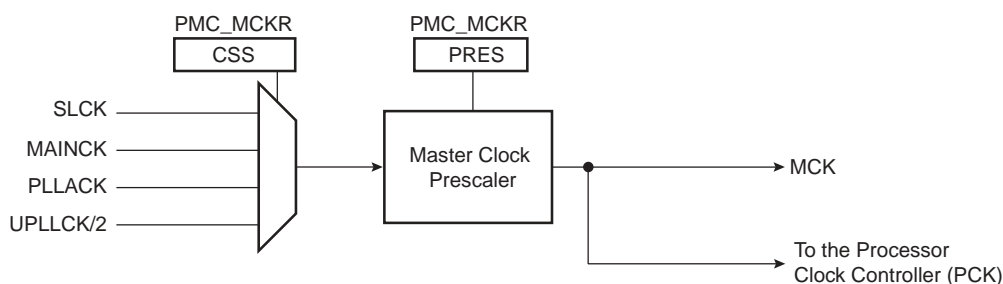 PMC_MCKR
PMC_MCKR
CSS
PRES
SLCK
MAINCK
PLLACK
UPLLCK/2
Master Clock
Prescaler
MCK
To the Processor
Clock Controller (PCK)